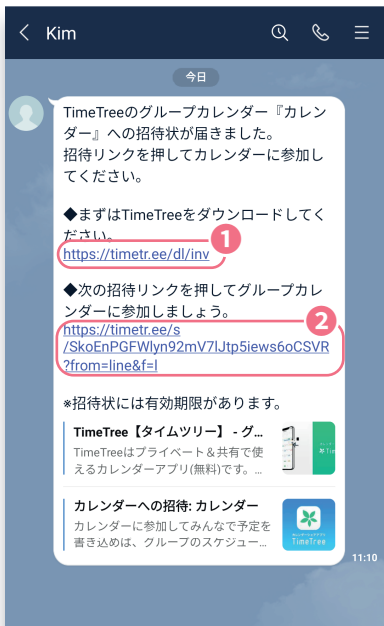 Kim
今日
TimeTreeのグループカレンダー『カレン
ダー』への招待状が届きました。
招待リンクを押してカレンダーに参加し
てください。
◆まずはTimeTreeをダウンロードしてく
ださい。
1
https://timetr.ee/dl/inv
◆次の招待リンクを押してグループカレ
ンダーに参加しましょう。
2
https://timetr.ee/s
/SkoEnPGFWlyn92mV7lJtp5iews6oCSVR
?from=line&f=l
※招待状には有効期限があります。
TimeTree【タイムツリー】 - グ...
TimeTreeはプライベート＆共有で使
えるカレンダーアプリ(無料)です。...
カレンダーへの招待: カレンダー
カレンダーに参加してみんなで予定を
書き込めは、グループのスケジュー...
TimeTree
11:10